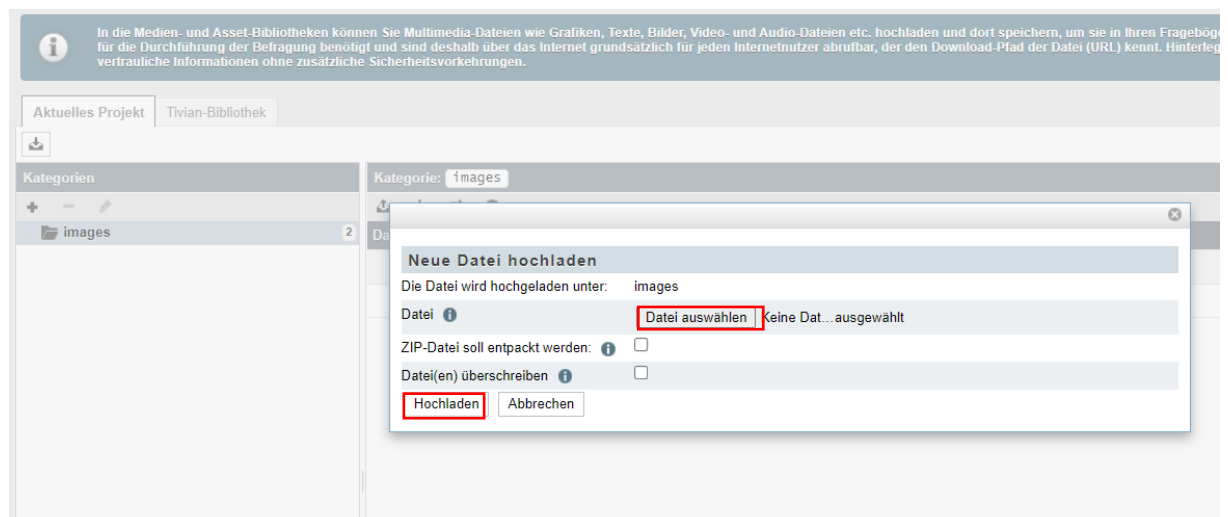 In die Medien- und Asset-Bibliotheken können Sie Multimedia-Dateien wie Grafiken, Texte, Bilder, Video- und Audio-Dateien etc. hochladen und dort speichern, um sie in Ihren
für die Durchführung der Befragung benötigt und sind deshalb über das Internet grundsätzlich für jeden Internetnutzer abrufbar, der den Download-Pfad der Datei (URL) kennt.
vertrauliche Informationen ohne zusätzliche Sicherheitsvorkehrungen.
Aktuelles Projekt Tivian-Bibliothek
Kategorien Kategorie: images
images 2
Neue Datei hochladen
Die Datei wird hochgeladen unter: images
Datei Datei auswählen Keine Dat…ausgewählt
ZIP-Datei soll entpackt werden:
Datei(en) überschreiben
Hochladen Abbrechen